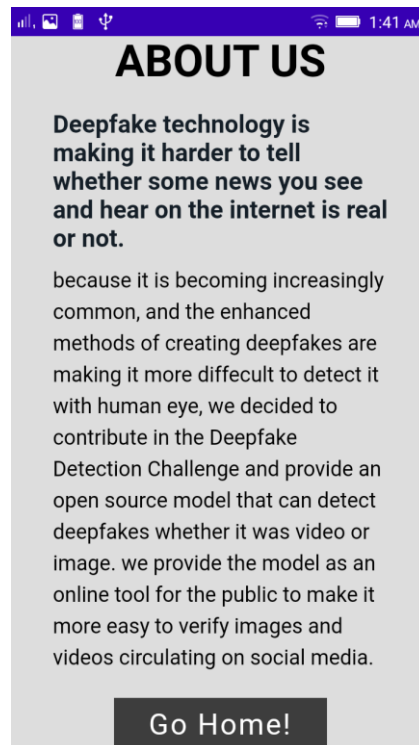 1:41 AM
ABOUT US
Deepfake technology is
making it harder to tell
whether some news you see
and hear on the internet is real
or not.
because it is becoming increasingly
common, and the enhanced
methods of creating deepfakes are
making it more diffecult to detect it
with human eye, we decided to
contribute in the Deepfake
Detection Challenge and provide an
open source model that can detect
deepfakes whether it was video or
image. we provide the model as an
online tool for the public to make it
more easy to verify images and
videos circulating on social media.
Go Home!